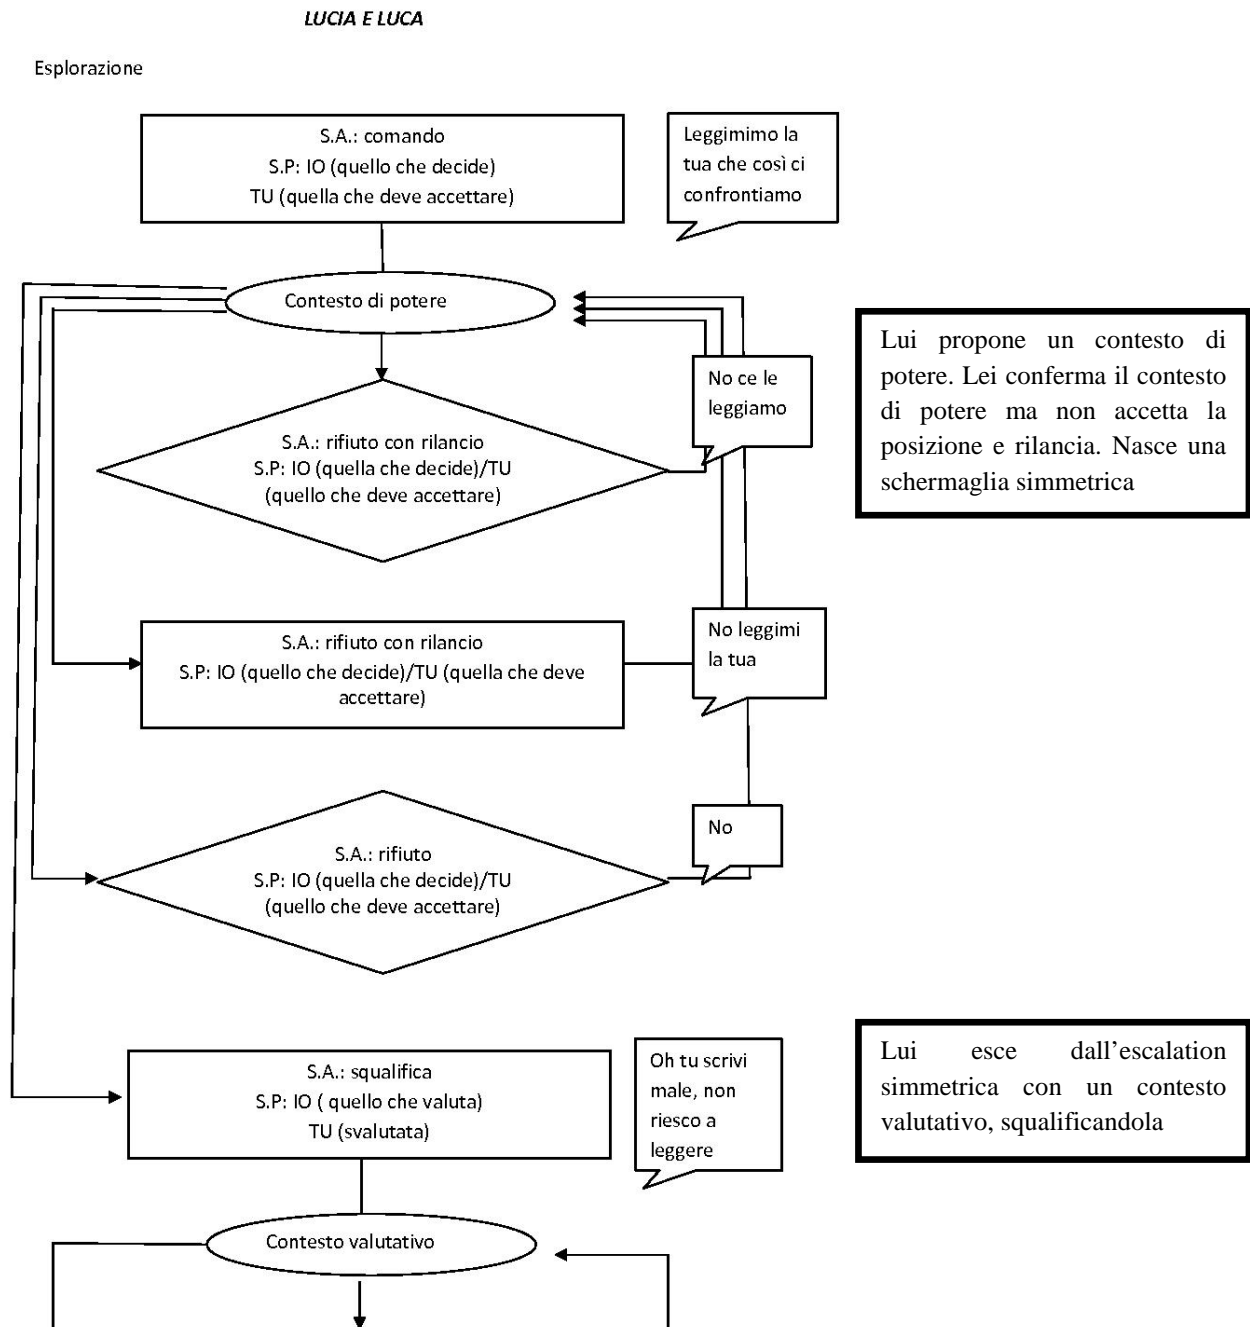 LUCIA E LUCA
Esplorazione
S.A.: comando
S.P: IO (quello che decide)
TU (quella che deve accettare)
Leggimimo la
tua che così ci
confrontiamo
Contesto di potere
Lui propone un contesto di
potere. Lei conferma il contesto
di potere ma non accetta la
posizione e rilancia. Nasce una
schermaglia simmetrica
No ce le
leggiamo
S.A.: rifiuto con rilancio
S.P: IO (quella che decide)/TU
(quello che deve accettare)
S.A.: rifiuto con rilancio
S.P: IO (quello che decide)/TU (quella che deve
accettare)
No leggimi
la tua
No
S.A.: rifiuto
S.P: IO (quella che decide)/TU
(quello che deve accettare)
S.A.: squalifica
S.P: IO ( quello che valuta)
TU (svalutata)
Oh tu scrivi
male, non
riesco a
leggere
Lui esce dall’escalation
simmetrica con un contesto
valutativo, squalificandola
Contesto valutativo